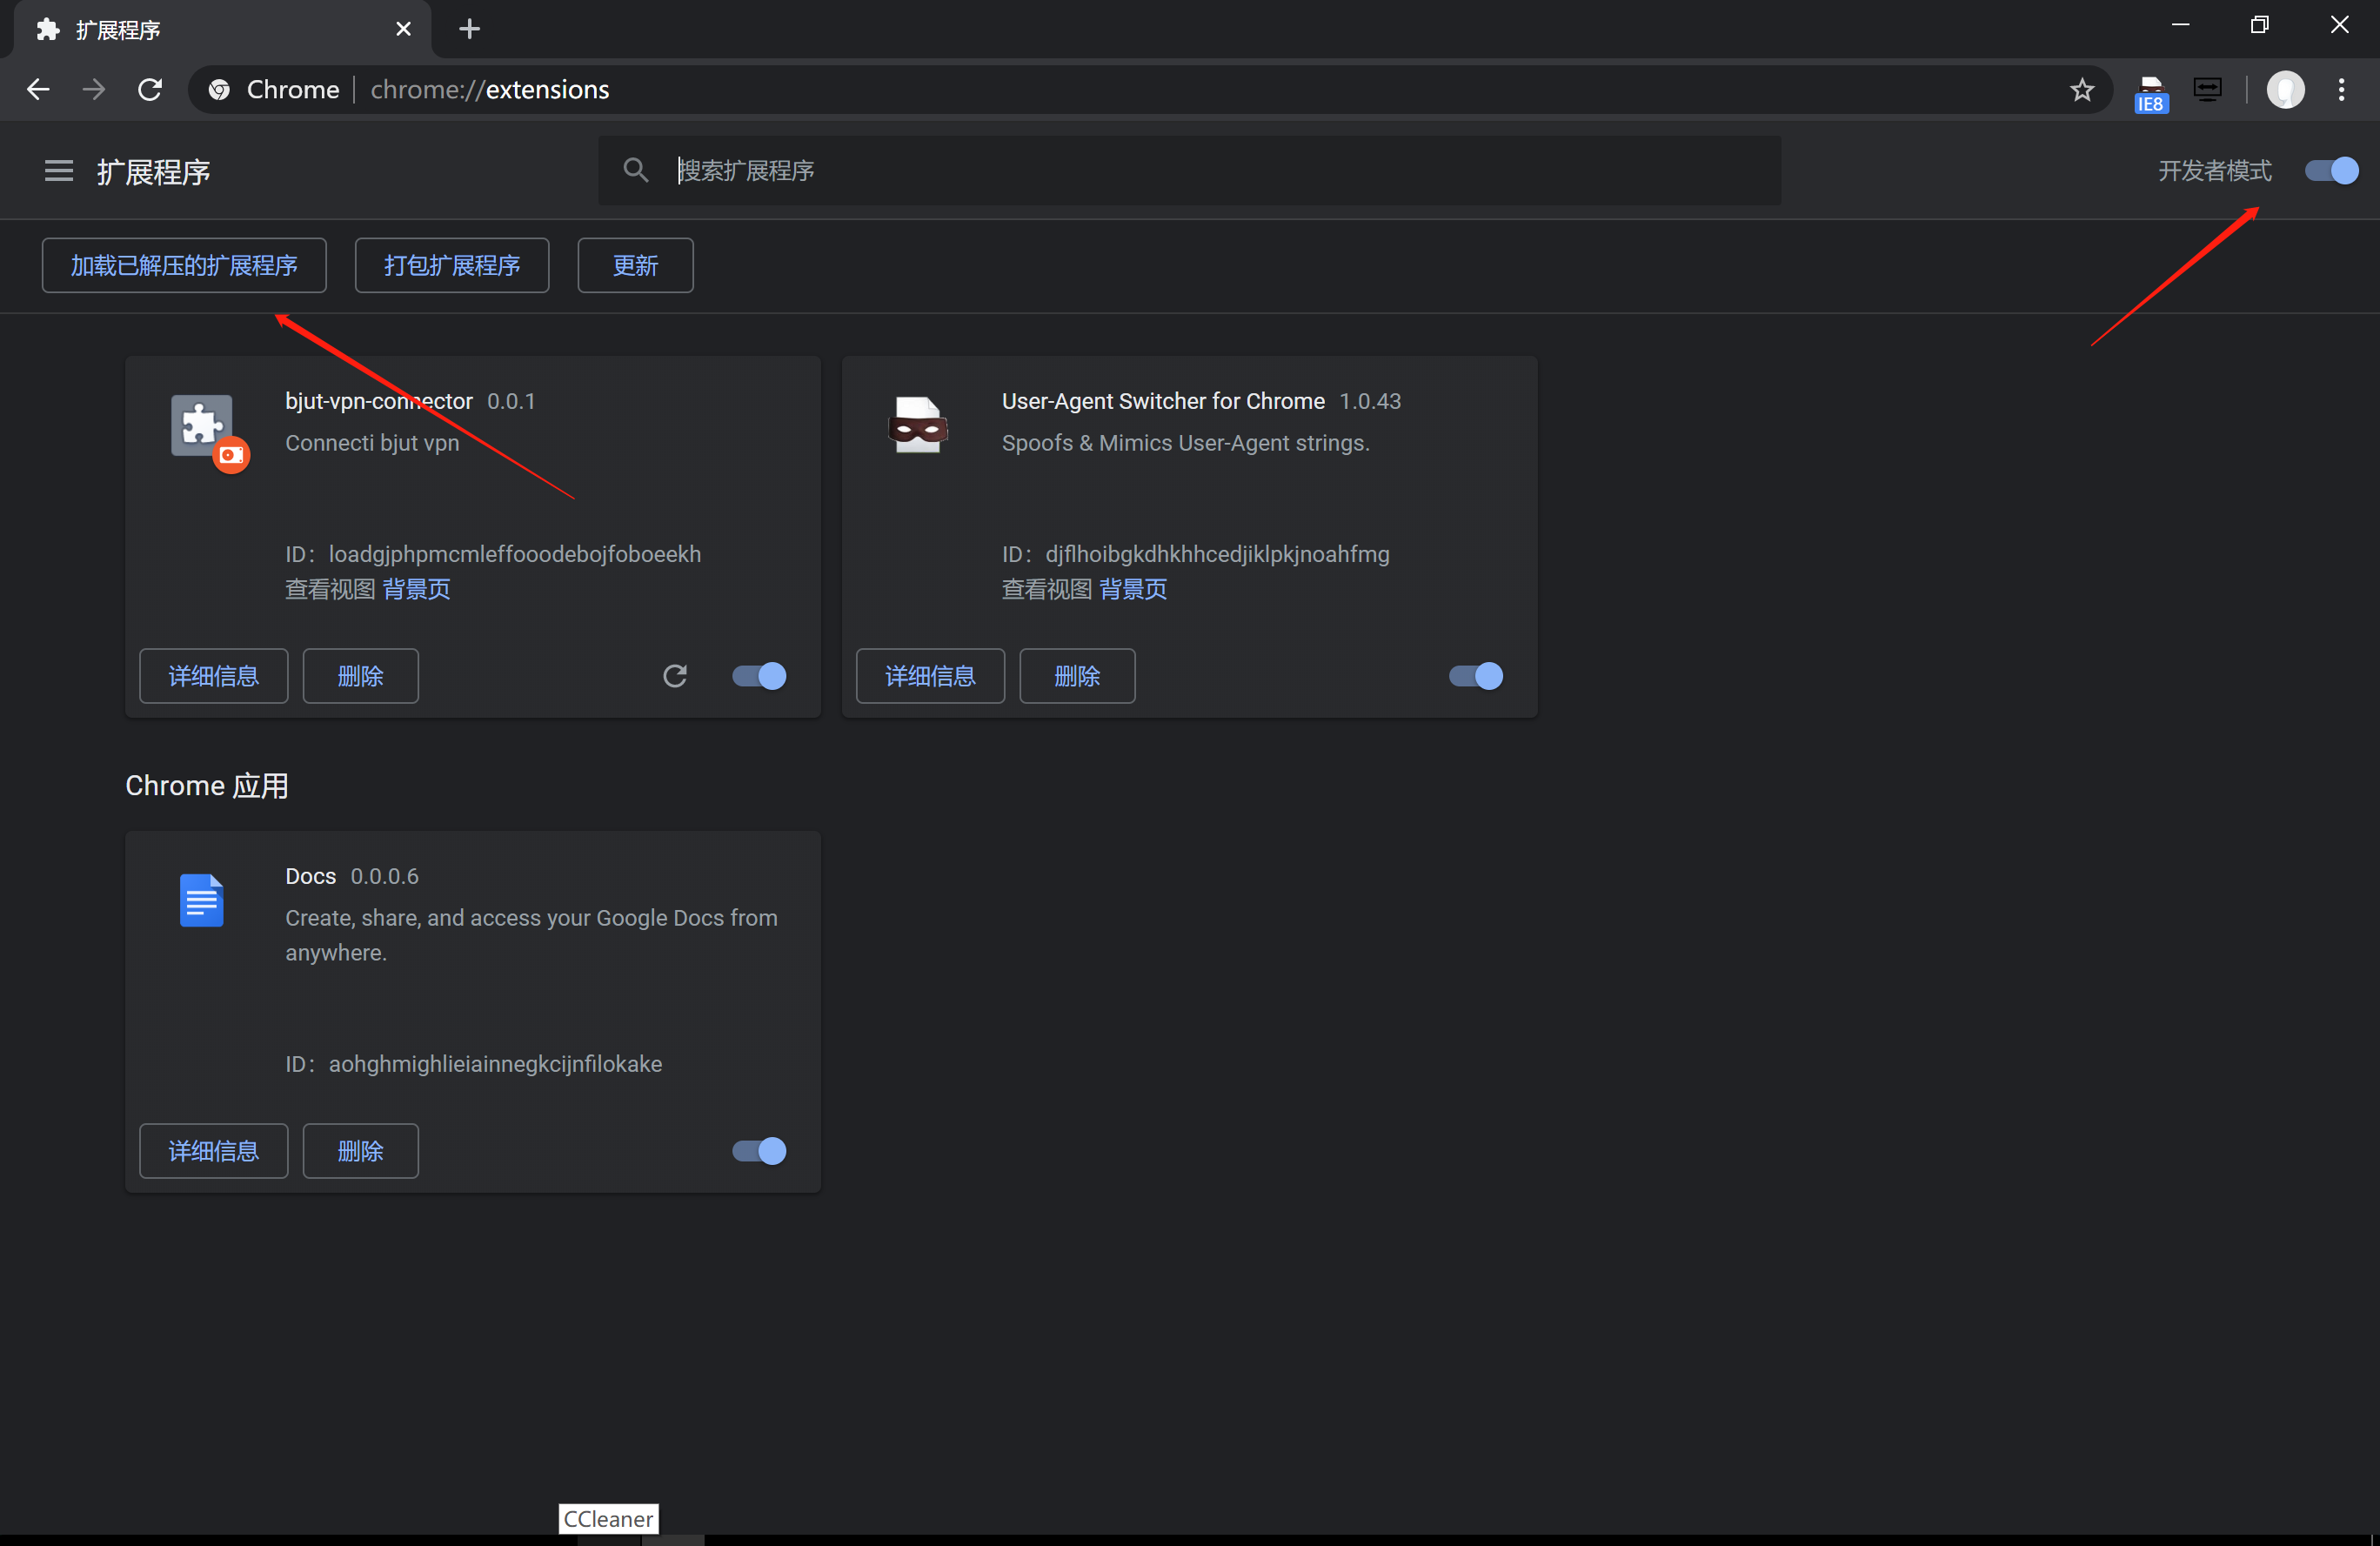 扩展程序
Chrome
chrome://extensions
IE8
扩展程序
搜索扩展程序
开发者模式
加载已解压的扩展程序
打包扩展程序
更新
bjut-vpn-connector 0.0.1
Connecti bjut vpn
ID：loadgjphpmcmleffooodebojfoboeekh
查看视图 背景页
详细信息
删除
User-Agent Switcher for Chrome 1.0.43
Spoofs & Mimics User-Agent strings.
ID：djflhoibgkdhkhhcedjiklpkjnoahfmg
查看视图 背景页
详细信息
删除
Chrome 应用
Docs 0.0.0.6
Create, share, and access your Google Docs from
anywhere.
ID：aohghmighlieiainnegkcijnfilokake
详细信息
删除
CCleaner